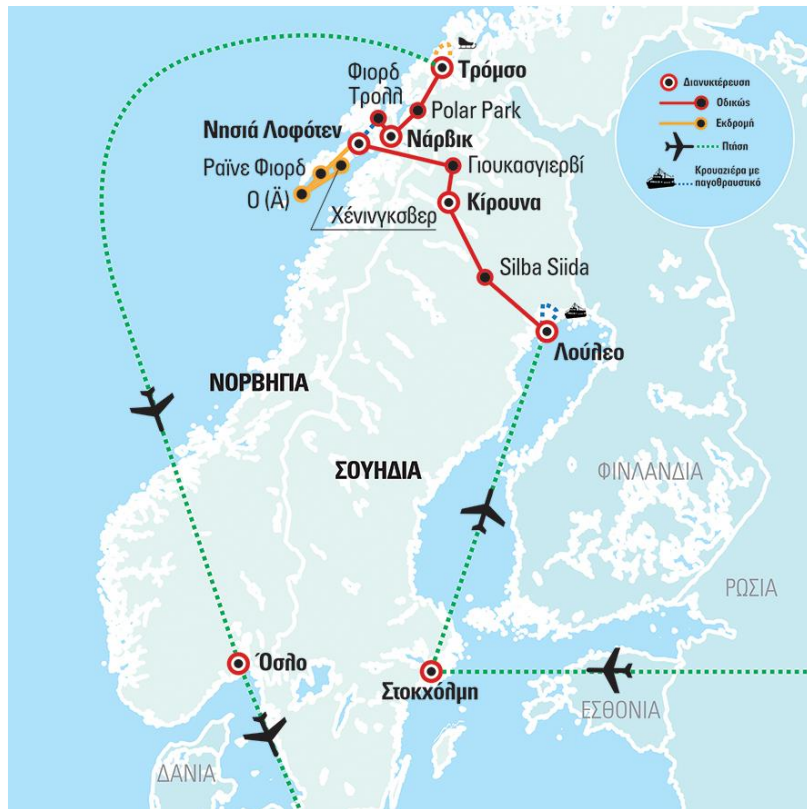 Τρόμσο
Φιορδ
Τρολλ
Polar Park
Νησιά Λοφότεν
Νάρβικ
Ραϊνε Φιορδ
Ο (Ä)
Γιουκασγιερβί
Κίρουνα
Χένινγκσβερ
Silba Siida
Λούλεο
ΝΟΡΒΗΓΙΑ
ΣΟΥΗΔΙΑ
ΦΙΝΛΑΝΔΙΑ
ΡΩΣΙΑ
Όσλο
Στοκχόλμη
ΕΣΘΟΝΙΑ
ΔΑΝΙΑ
Διανυκτέρευση
Οδικώς
Εκδρομή
Πτήση
Κρουαζιέρα με
παγοθραυστικό